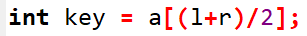 int key = a[(l+r)/2];